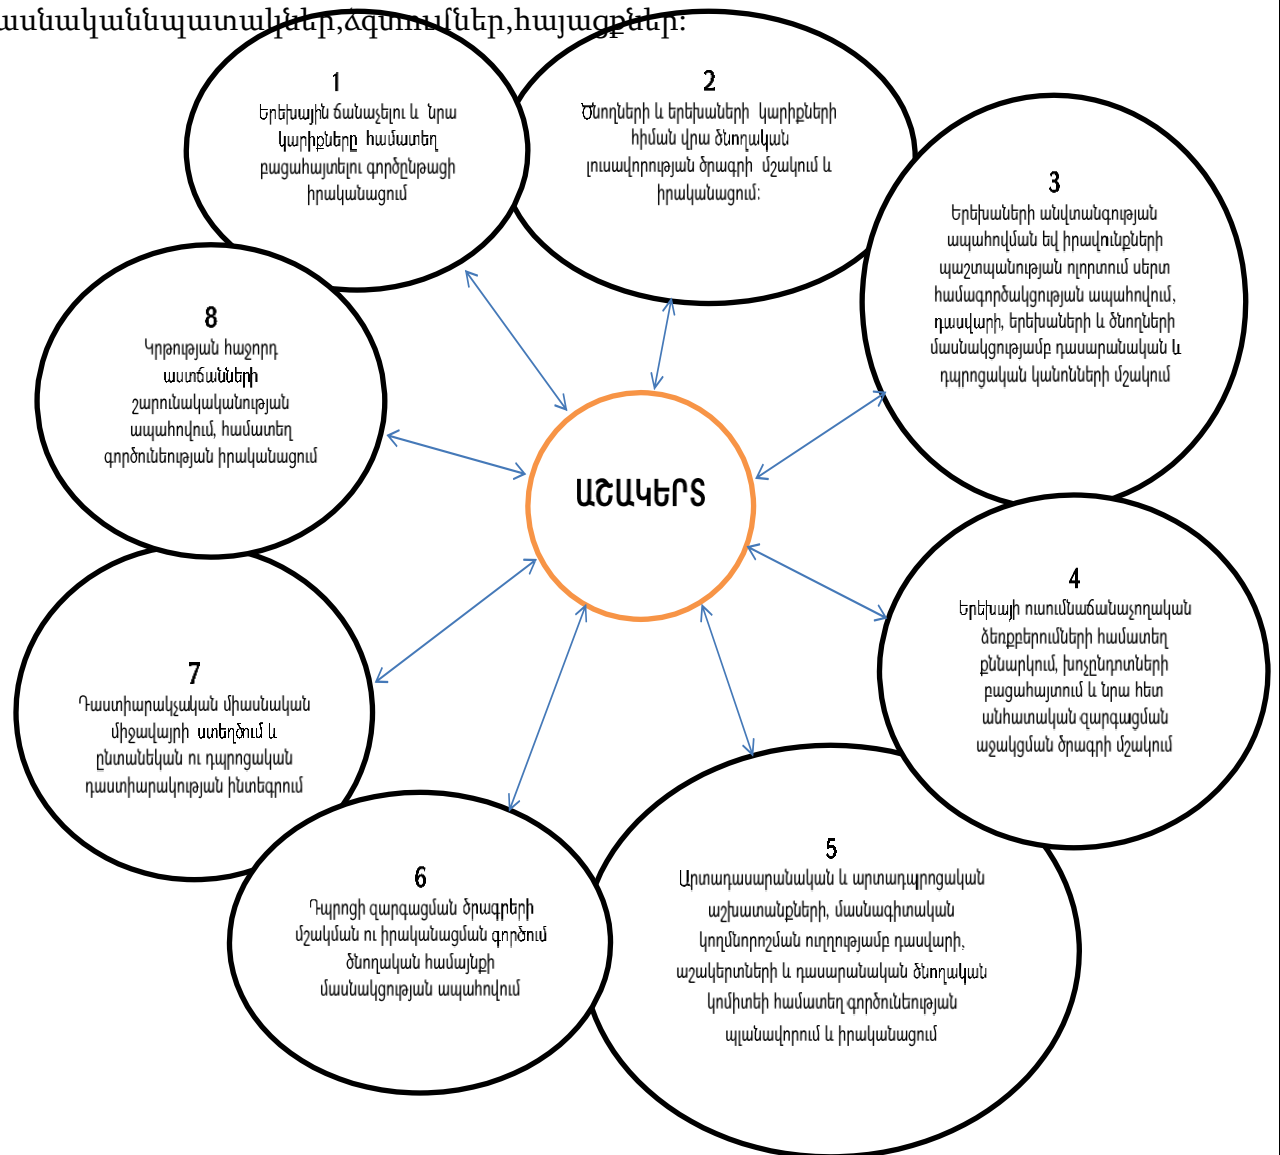 ասնականնպատակներ,ձգտումներ,հայացքներ:
1
Երեխային ճանաչելու և նրա
կարիքները համատեղ
բացահայտելու գործընթացի
իրականացում
2
Ծնողների և երեխաների կարիքների
հիման վրա ծնողական
լուսավորության ծրագրի մշակում և
իրականացում:
3
Երեխաների անվտանգության
ապահովման եվ իրավունքների
պաշտպանության ոլորտում սերտ
համագործակցության ապահովում,
դասվարի, երեխաների և ծնողների
մասնակցությամբ դասարանական և
դպրոցական կանոնների մշակում
8
Կրթության հաջորդ
աստճանների
շարունակականության
ապահովում, համատեղ
գործունեության իրականացում
ԱՇԱԿԵՐՏ
4
Երեխայի ուսումնաճանաչողական
ձեռքբերումների համատեղ
քննարկում, խոչընդոտների
բացահայտում և նրա հետ
անհատական զարգացման
աջակցման ծրագրի մշակում
7
Դաստիարակչական միասնական
միջավայրի ստեղծում և
ընտանեկան ու դպրոցական
դաստիարակության ինտեգրում
5
Արտադասարանական և արտադպրոցական
աշխատանքների, մասնագիտական
կողմնորոշման ուղղությամբ դասվարի,
աշակերտների և դասարանական ծնողական
կոմիտեի համատեղ գործունեության
պլանավորում և իրականացում
6
Դպրոցի զարգացման ծրագրերի
մշակման ու իրականացման գործում
ծնողական համայնքի
մասնակցության ապահովում